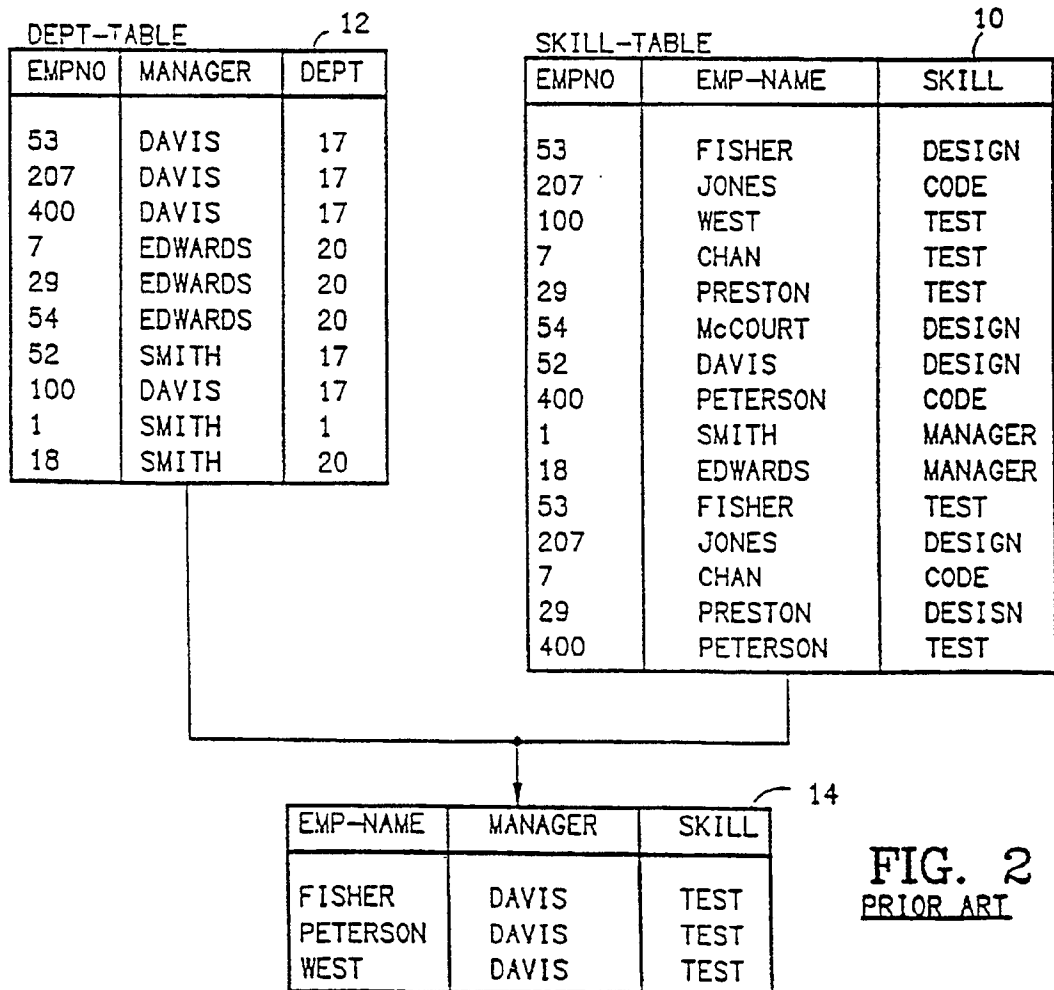 DEPT-TABLE 12
EMPNO MANAGER DEPT
53 DAVIS 17
207 DAVIS 17
400 DAVIS 17
7 EDWARDS 20
29 EDWARDS 20
54 EDWARDS 20
52 SMITH 17
100 DAVIS 17
1 SMITH 1
18 SMITH 20
SKILL-TABLE 10
EMPNO EMP-NAME SKILL
53 FISHER DESIGN
207 JONES CODE
100 WEST TEST
7 CHAN TEST
29 PRESTON TEST
54 McCOURT DESIGN
52 DAVIS DESIGN
400 PETERSON CODE
1 SMITH MANAGER
18 EDWARDS MANAGER
53 FISHER TEST
207 JONES DESIGN
7 CHAN CODE
29 PRESTON DESISN
400 PETERSON TEST
14
EMP-NAME MANAGER SKILL
FISHER DAVIS TEST
PETERSON DAVIS TEST
WEST DAVIS TEST
FIG. 2
PRIOR ART